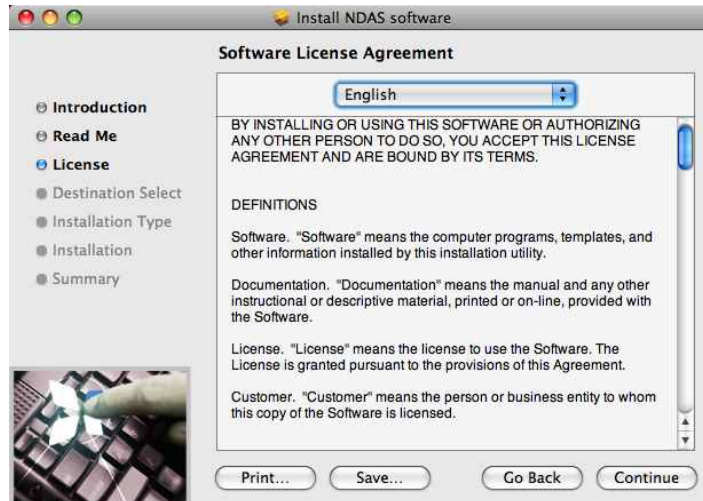 Install NDAS software
Software License Agreement
Introduction
Read Me
License
Destination Select
Installation Type
Installation
Summary
English
BY INSTALLING OR USING THIS SOFTWARE OR AUTHORIZING
ANY OTHER PERSON TO DO SO, YOU ACCEPT THIS LICENSE
AGREEMENT AND ARE BOUND BY ITS TERMS.
DEFINITIONS
Software. "Software" means the computer programs, templates, and
other information installed by this installation utility.
Documentation. "Documentation" means the manual and any other
instructional or descriptive material, printed or on-line, provided with
the Software.
License. "License" means the license to use the Software. The
License is granted pursuant to the provisions of this Agreement.
Customer. "Customer" means the person or business entity to whom
this copy of the Software is licensed.
Print...
Save...
Go Back
Continue